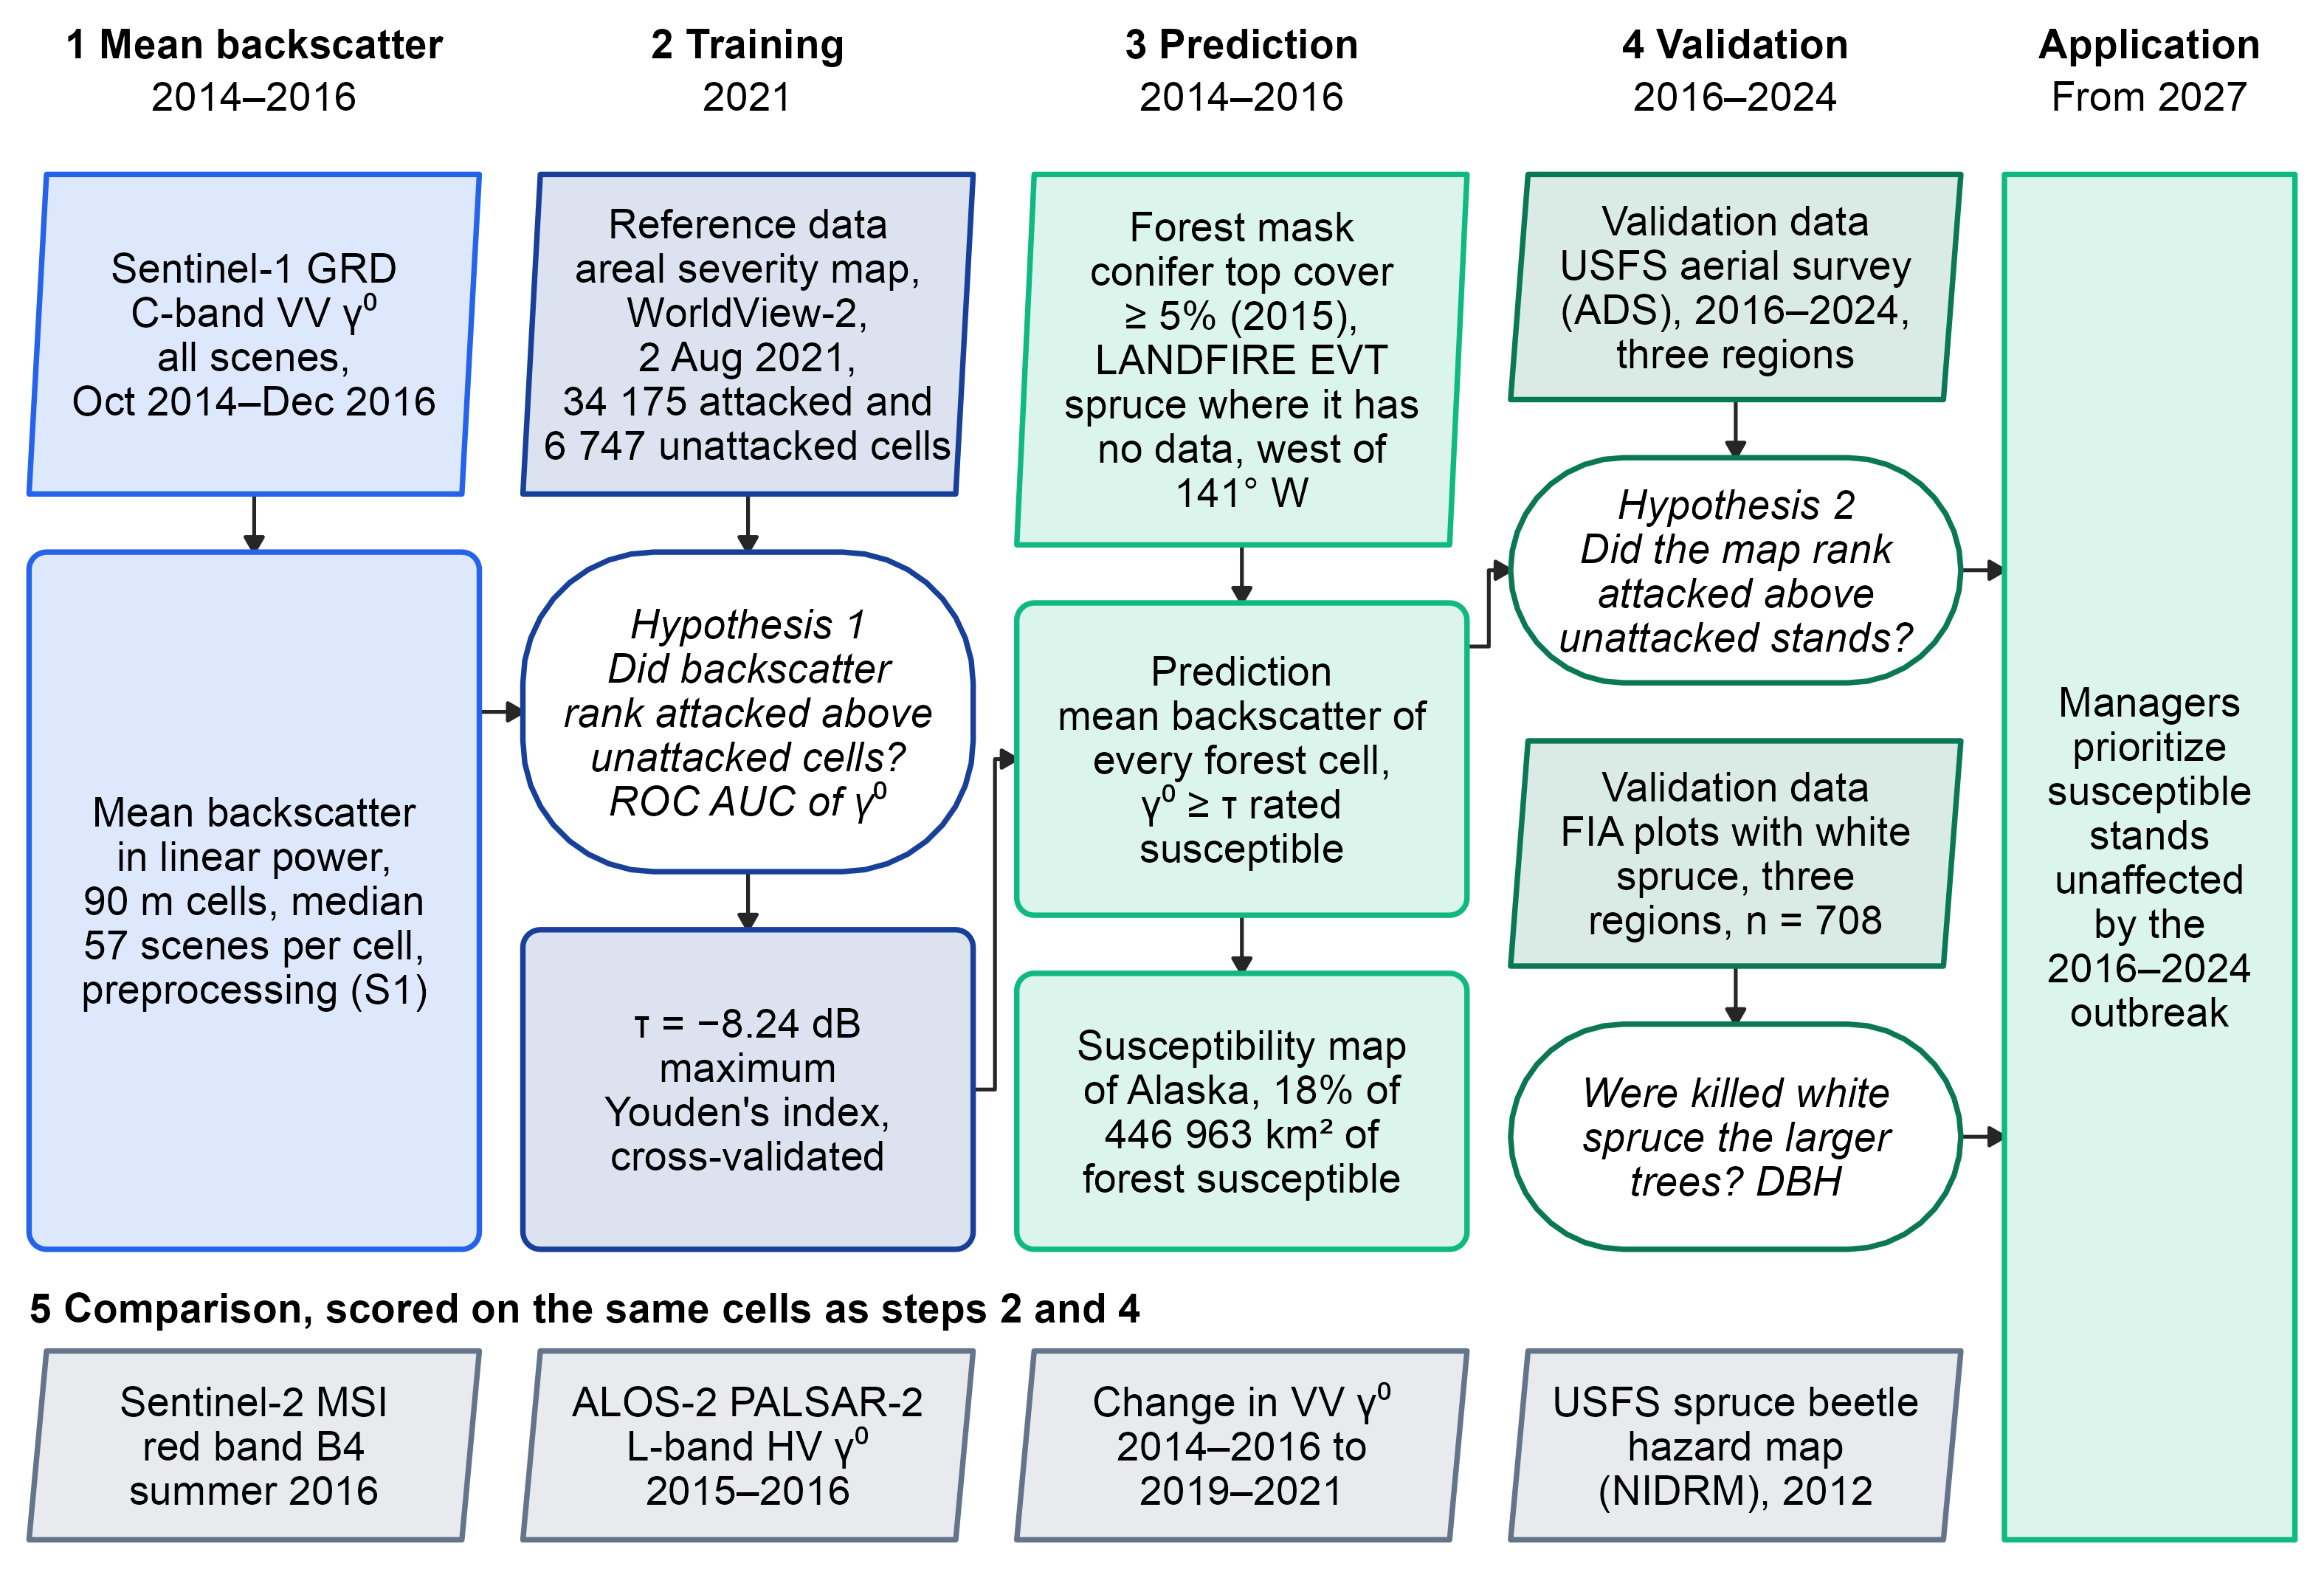 1 Mean backscatter
2014–2016
Sentinel-1 GRD
C-band VV γ⁰
all scenes,
Oct 2014–Dec 2016
Mean backscatter
in linear power,
90 m cells, median
57 scenes per cell,
preprocessing (S1)
2 Training
2021
Reference data
areal severity map,
WorldView-2,
2 Aug 2021,
34 175 attacked and
6 747 unattacked cells
Hypothesis 1
Did backscatter
rank attacked above
unattacked cells?
ROC AUC of γ⁰
τ = −8.24 dB
maximum
Youden's index,
cross-validated
3 Prediction
2014–2016
Forest mask
conifer top cover
≥ 5% (2015),
LANDFIRE EVT
spruce where it has
no data, west of
141° W
Prediction
mean backscatter of
every forest cell,
γ⁰ ≥ τ rated
susceptible
Susceptibility map
of Alaska, 18% of
446 963 km² of
forest susceptible
4 Validation
2016–2024
Validation data
USFS aerial survey
(ADS), 2016–2024,
three regions
Hypothesis 2
Did the map rank
attacked above
unattacked stands?
Validation data
FIA plots with white
spruce, three
regions, n = 708
Were killed white
spruce the larger
trees? DBH
Application
From 2027
Managers
prioritize
susceptible
stands
unaffected
by the
2016–2024
outbreak
5 Comparison, scored on the same cells as steps 2 and 4
Sentinel-2 MSI
red band B4
summer 2016
ALOS-2 PALSAR-2
L-band HV γ⁰
2015–2016
Change in VV γ⁰
2014–2016 to
2019–2021
USFS spruce beetle
hazard map
(NIDRM), 2012